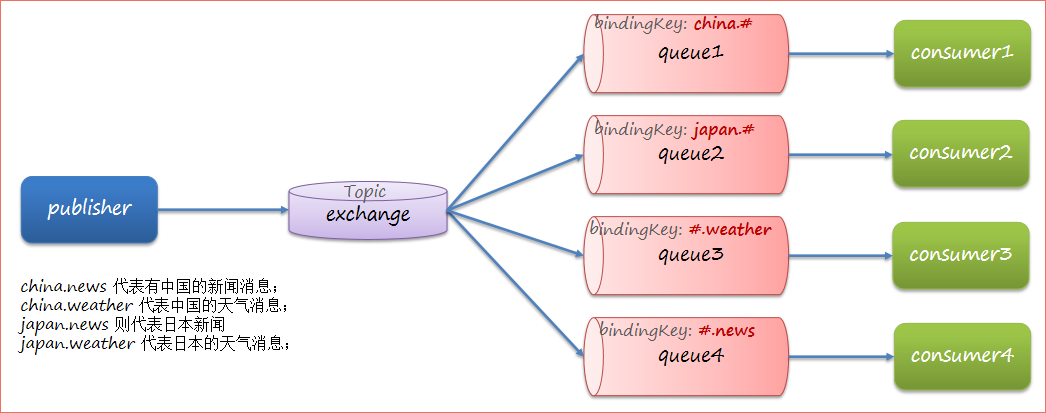 publisher
Topic
exchange
bindingKey: china.#
queue1
consumer1
bindingKey: japan.#
queue2
consumer2
bindingKey: #.weather
queue3
consumer3
bindingKey: #.news
queue4
consumer4
china.news 代表有中国的新闻消息；
china.weather 代表中国的天气消息；
japan.news 则代表日本新闻
japan.weather 代表日本的天气消息；